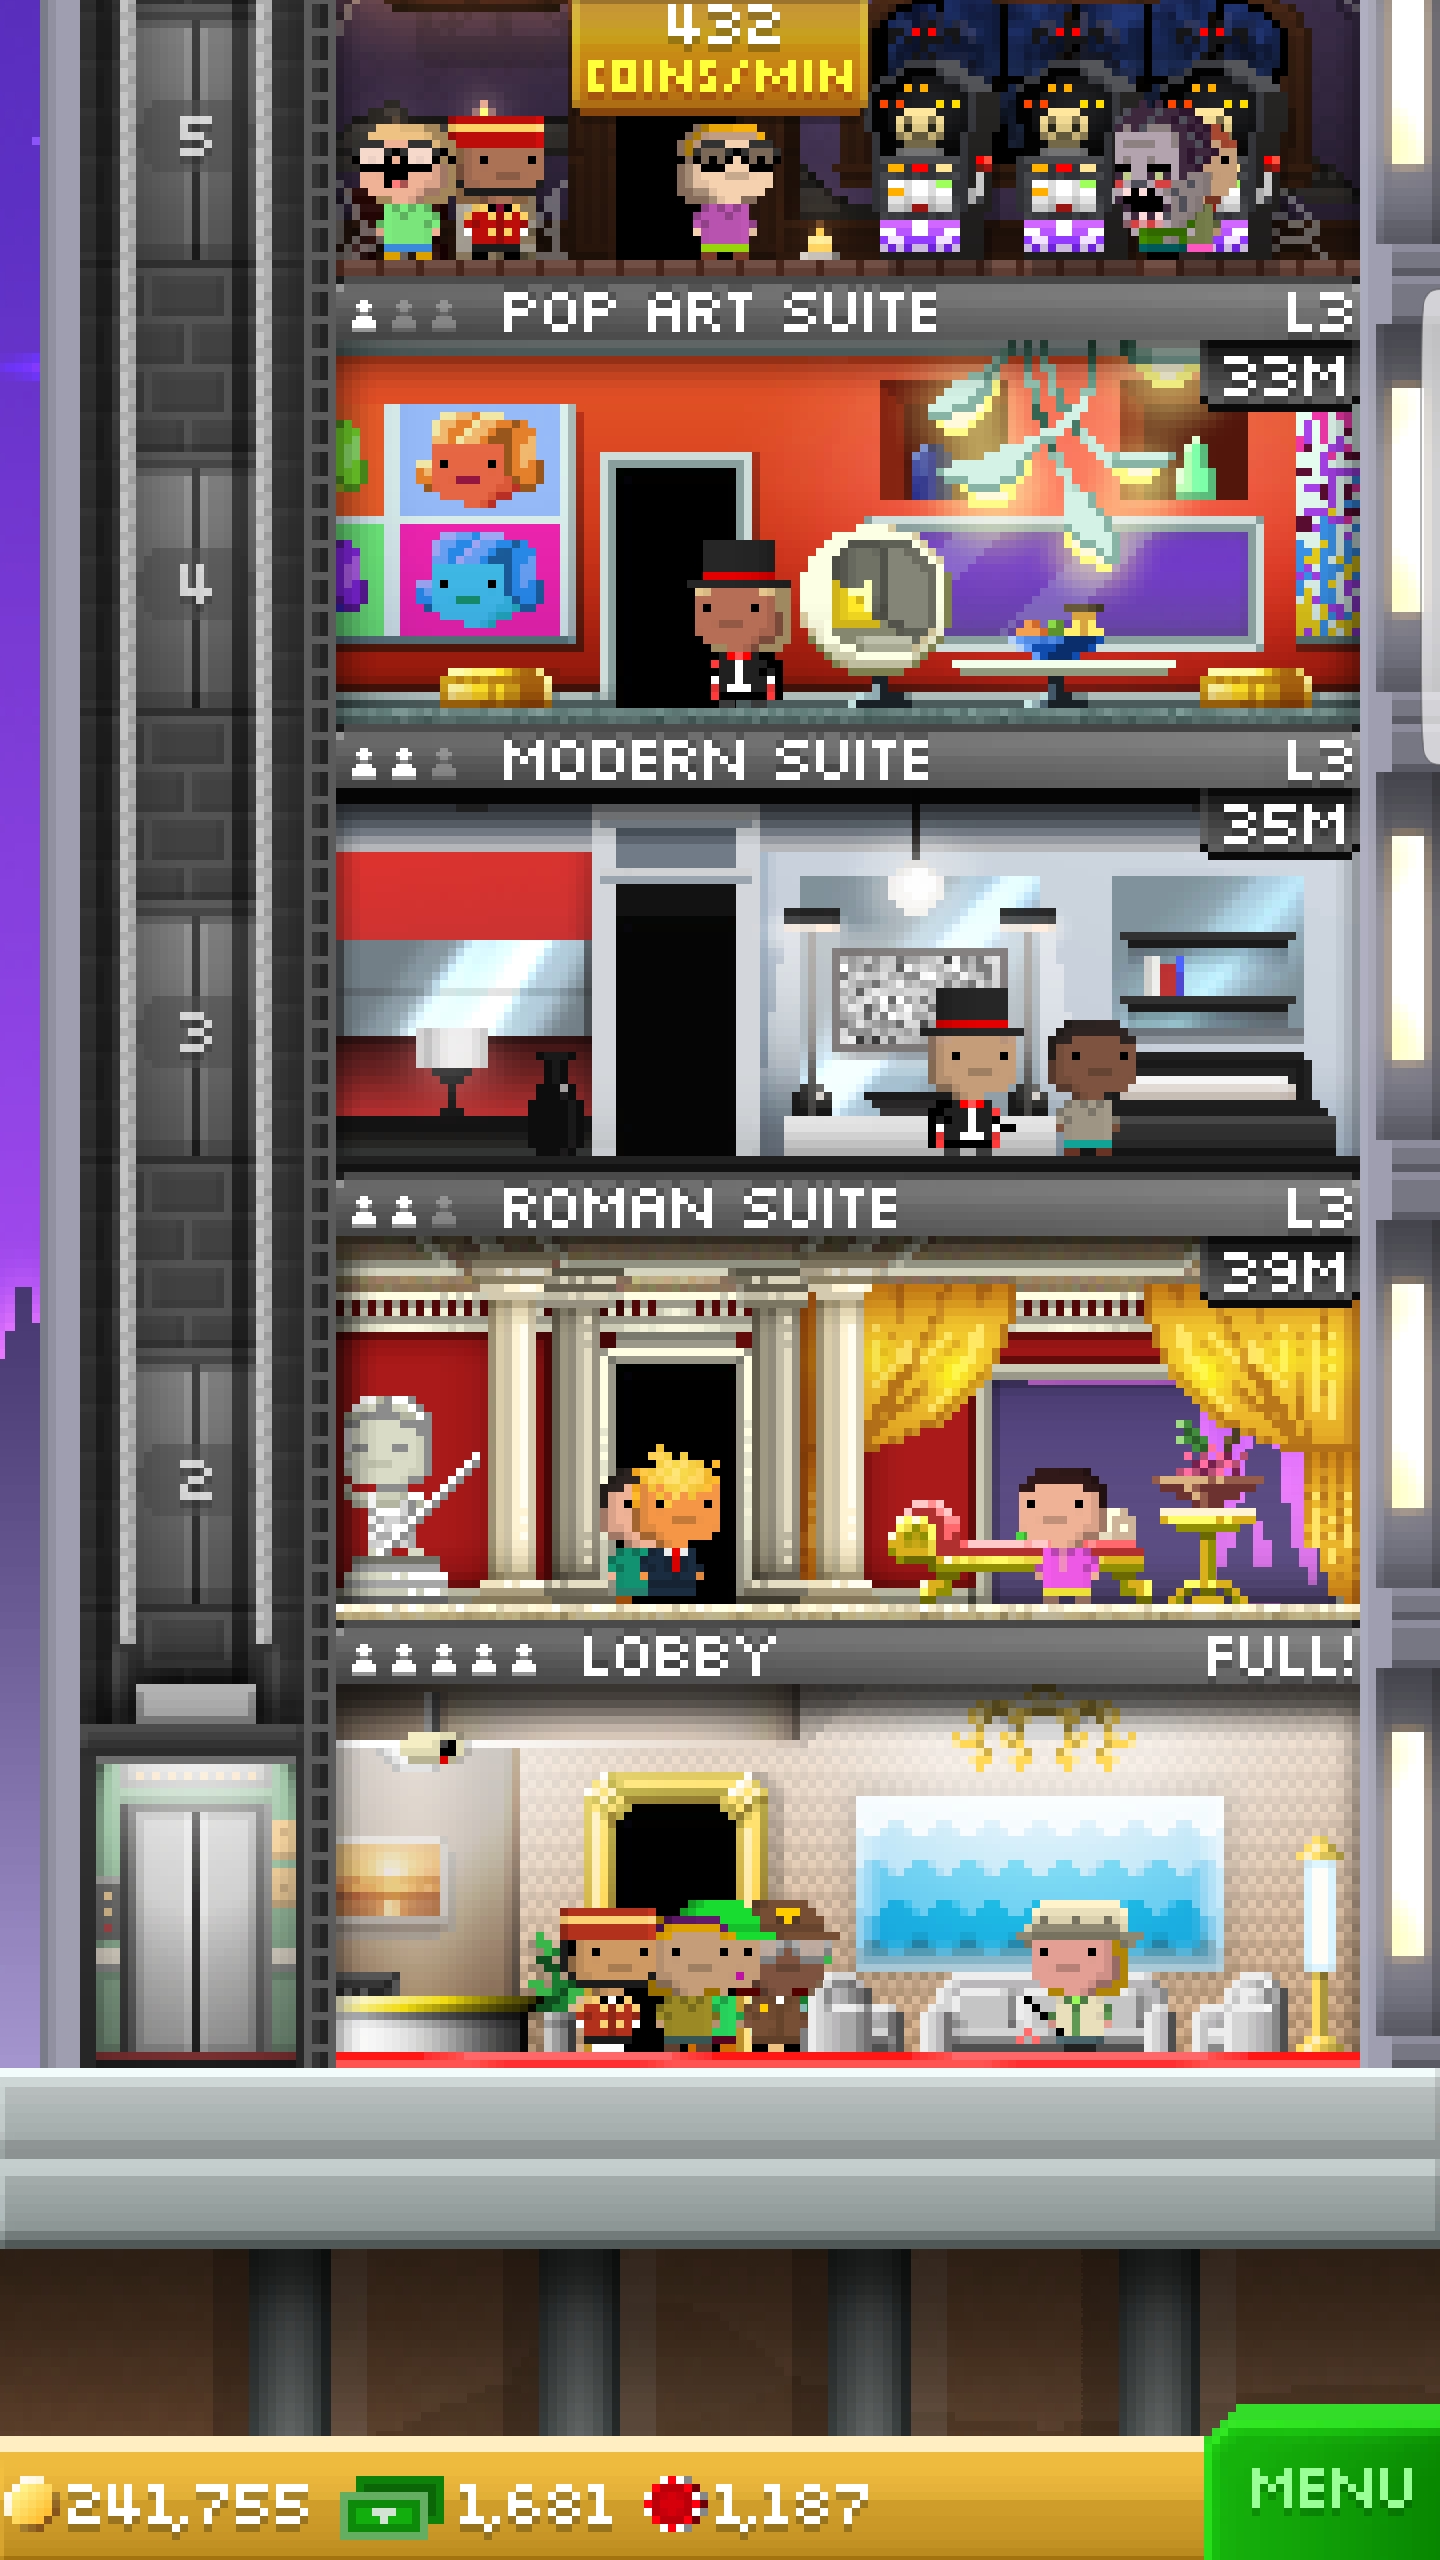 432
COINS/MIN
5
POP ART SUITE L3
33M
4
MODERN SUITE L3
35M
3
ROMAN SUITE L3
39M
2
LOBBY FULL!
241,755 1,681 1,187 MENU